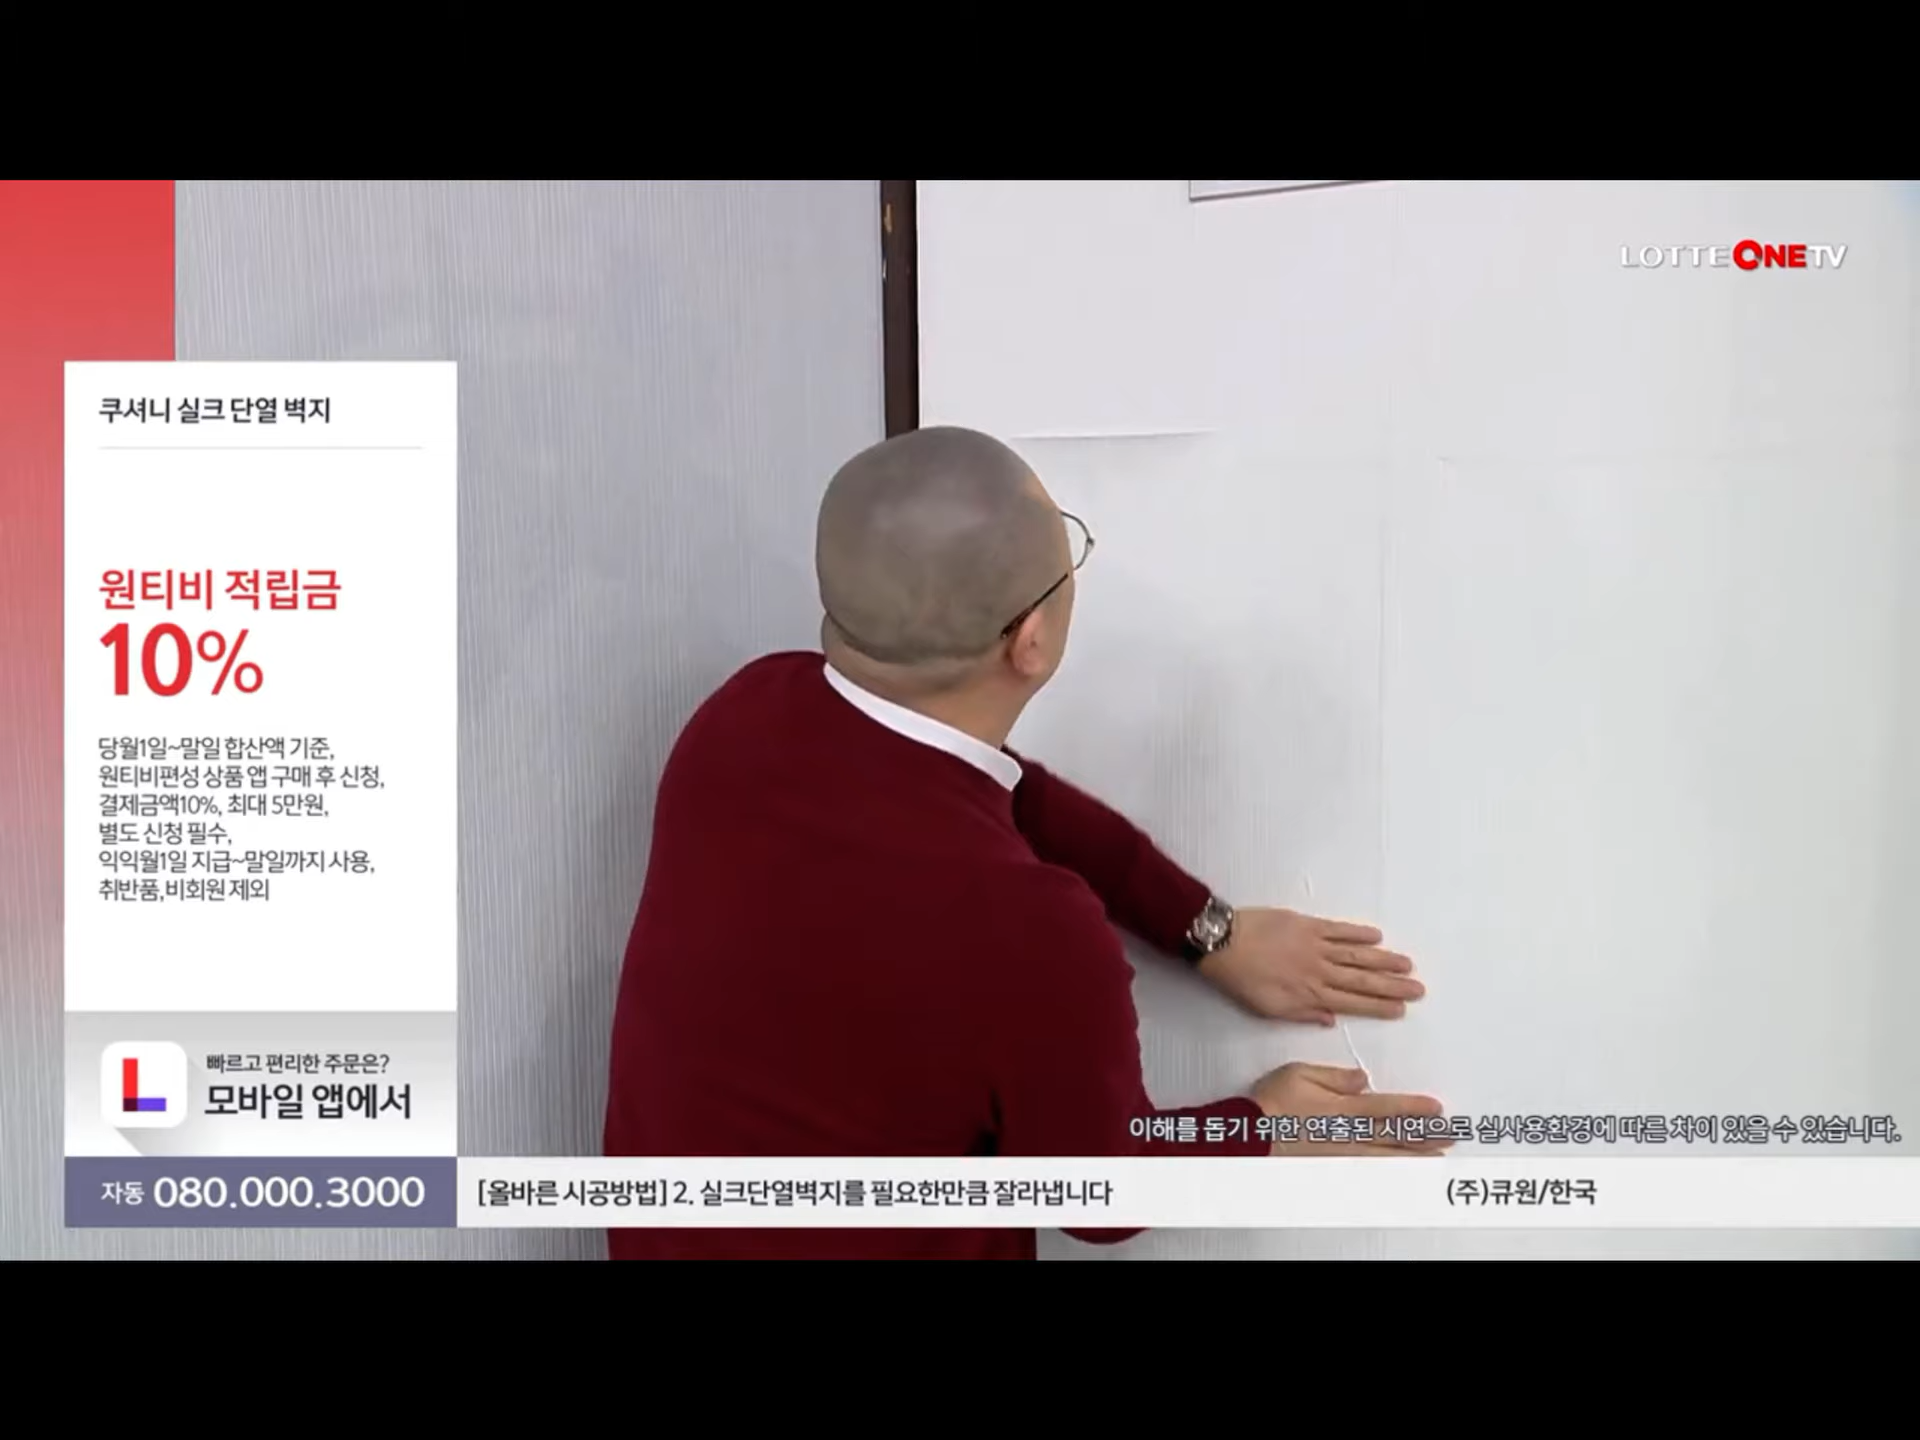 LOTTE ONE TV
쿠셔니 실크 단열 벽지
원티비 적립금
10%
당월1일~말일 합산액 기준,
원티비편성 상품 앱 구매 후 신청,
결제금액10%, 최대 5만원,
별도 신청 필수,
익익월1일 지급~말일까지 사용,
취반품,비회원 제외
빠르고 편리한 주문은?
모바일 앱에서
이해를 돕기 위한 연출된 시연으로 실사용환경에 따른 차이 있을 수 있습니다.
자동 080.000.3000
[올바른 시공방법] 2. 실크단열벽지를 필요한만큼 잘라냅니다
(주)큐원/한국